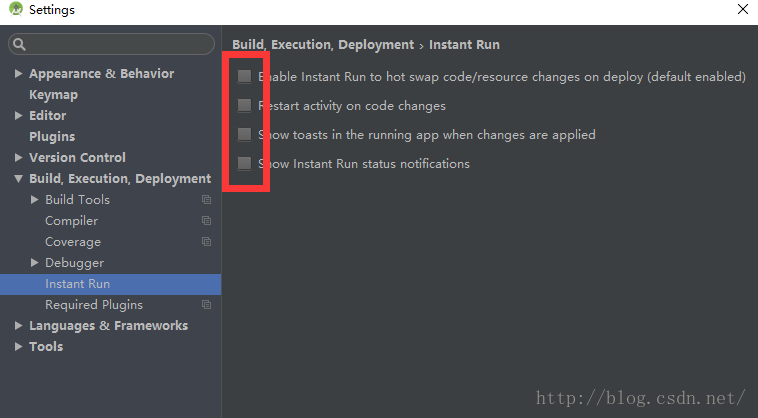 Settings
Build, Execution, Deployment › Instant Run
Appearance & Behavior
Keymap
Editor
Plugins
Version Control
Build, Execution, Deployment
Build Tools
Compiler
Coverage
Debugger
Instant Run
Required Plugins
Languages & Frameworks
Tools
Enable Instant Run to hot swap code/resource changes on deploy (default enabled)
Restart activity on code changes
Show toasts in the running app when changes are applied
Show Instant Run status notifications
http://blog.csdn.net/